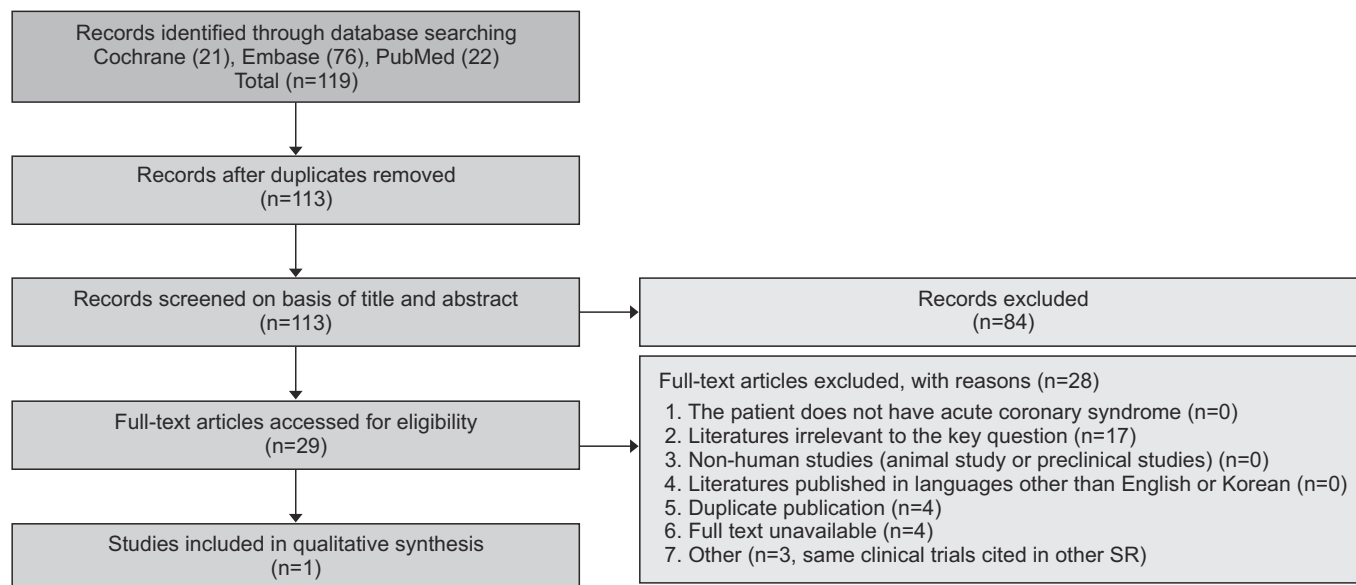 Records identified through database searching
Cochrane (21), Embase (76), PubMed (22)
Total (n=119)
Records after duplicates removed
(n=113)
Records screened on basis of title and abstract
(n=113)
Records excluded
(n=84)
Full-text articles accessed for eligibility
(n=29)
Full-text articles excluded, with reasons (n=28)
1. The patient does not have acute coronary syndrome (n=0)
2. Literatures irrelevant to the key question (n=17)
3. Non-human studies (animal study or preclinical studies) (n=0)
4. Literatures published in languages other than English or Korean (n=0)
5. Duplicate publication (n=4)
6. Full text unavailable (n=4)
7. Other (n=3, same clinical trials cited in other SR)
Studies included in qualitative synthesis
(n=1)